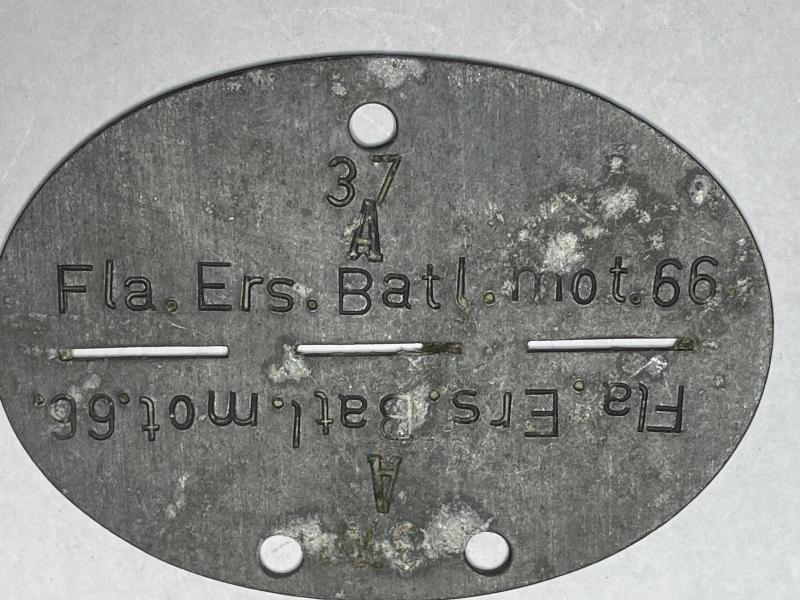 37
A
Fla. Ers. Batl. mot. 66.
Fla. Ers. Batl. mot. 66.
A